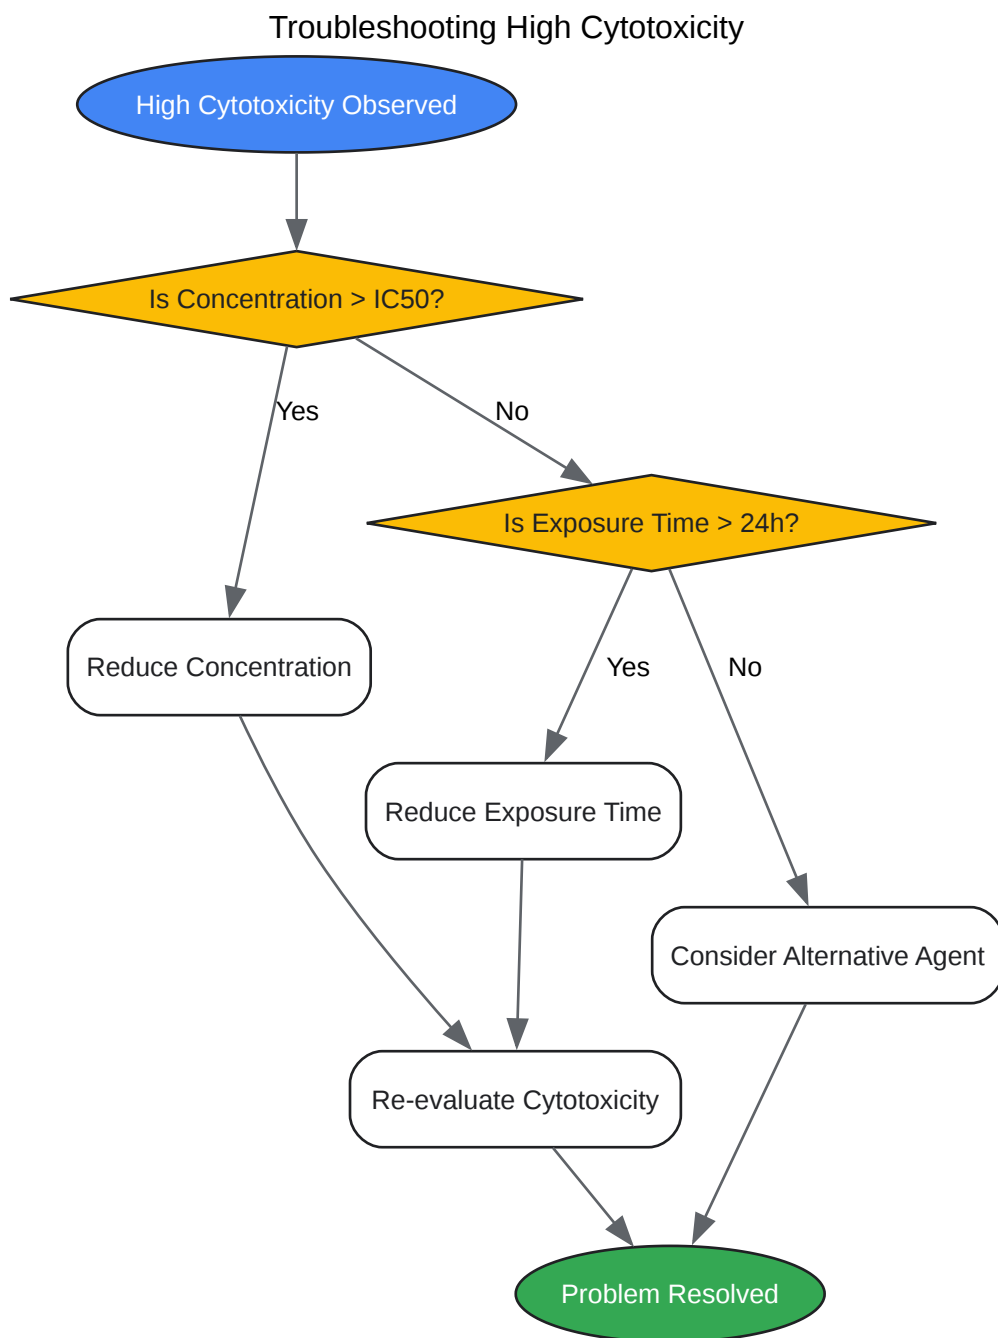 Troubleshooting High Cytotoxicity
High Cytotoxicity Observed
Is Concentration > IC50?
Yes
No
Is Exposure Time > 24h?
Reduce Concentration
Yes
No
Reduce Exposure Time
Consider Alternative Agent
Re-evaluate Cytotoxicity
Problem Resolved